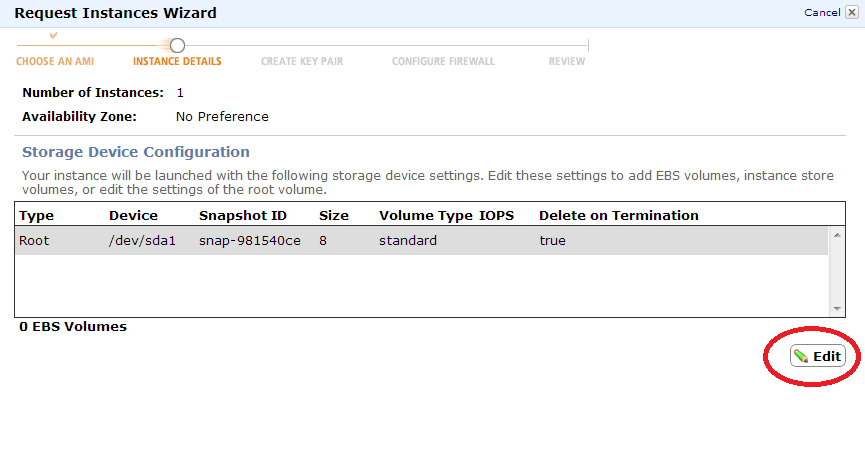 Request Instances Wizard Cancel
CHOOSE AN AMI INSTANCE DETAILS CREATE KEY PAIR CONFIGURE FIREWALL REVIEW
Number of Instances: 1
Availability Zone: No Preference
Storage Device Configuration
Your instance will be launched with the following storage device settings. Edit these settings to add EBS volumes, instance store
volumes, or edit the settings of the root volume.
Type Device Snapshot ID Size Volume Type IOPS Delete on Termination
Root /dev/sda1 snap-981540ce 8 standard true
0 EBS Volumes
Edit